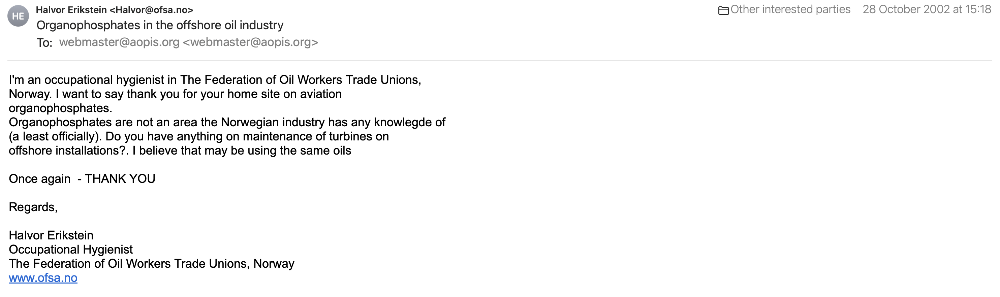 HE
Halvor Erikstein <Halvor@ofsa.no>
Other interested parties 28 October 2002 at 15:18
Organophosphates in the offshore oil industry
To: webmaster@aopis.org <webmaster@aopis.org>
I'm an occupational hygienist in The Federation of Oil Workers Trade Unions,
Norway. I want to say thank you for your home site on aviation
organophosphates.
Organophosphates are not an area the Norwegian industry has any knowlegde of
(a least officially). Do you have anything on maintenance of turbines on
offshore installations?. I believe that may be using the same oils
Once again - THANK YOU
Regards,
Halvor Erikstein
Occupational Hygienist
The Federation of Oil Workers Trade Unions, Norway
www.ofsa.no